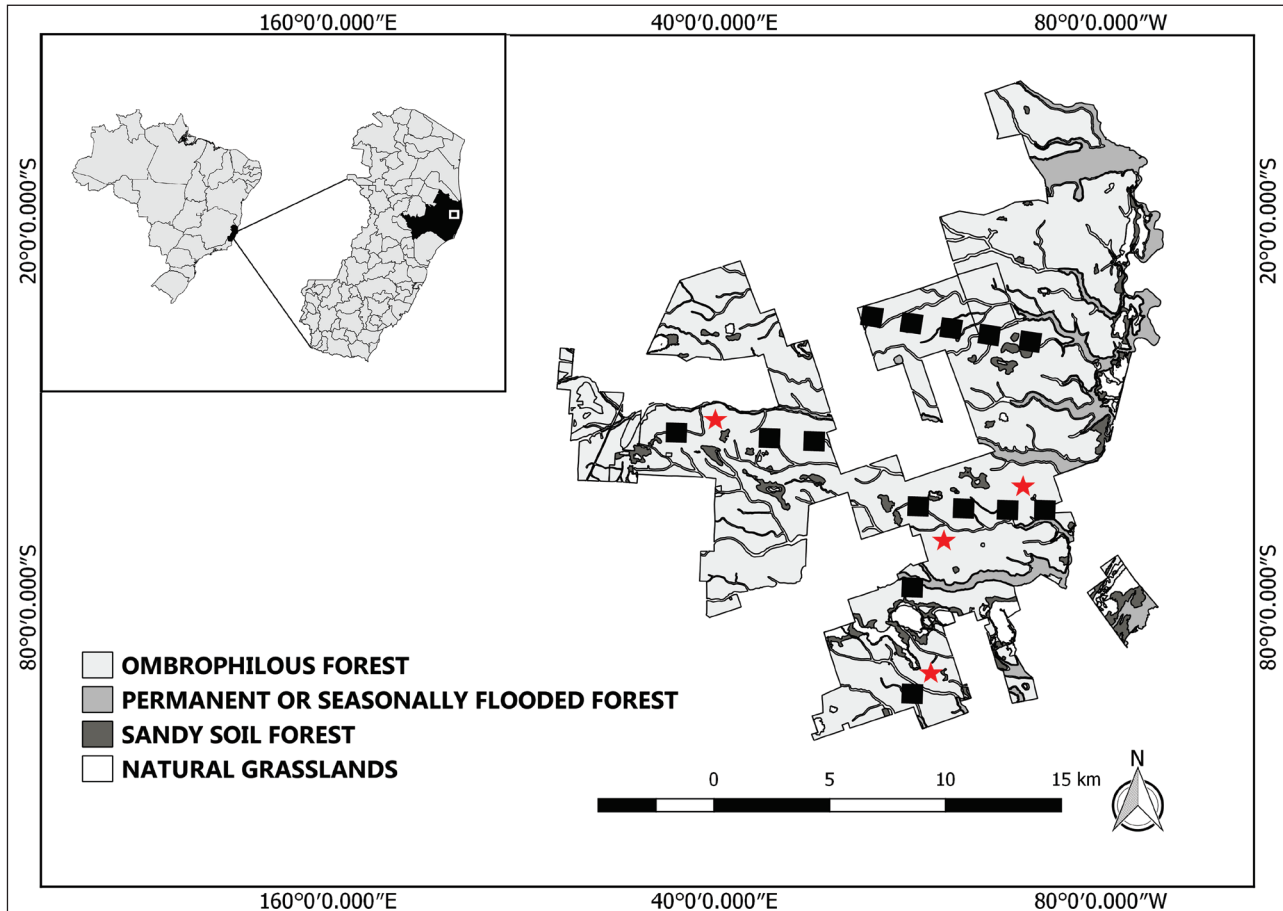 160°0′0.000″E 40°0′0.000″E 80°0′0.000″W
20°0′0.000″S
20°0′0.000″S
80°0′0.000″S
80°0′0.000″S
OMBROPHILOUS FOREST
PERMANENT OR SEASONALLY FLOODED FOREST
SANDY SOIL FOREST
NATURAL GRASSLANDS
0 5 10 15 km
N
160°0′0.000″E 40°0′0.000″E 80°0′0.000″W